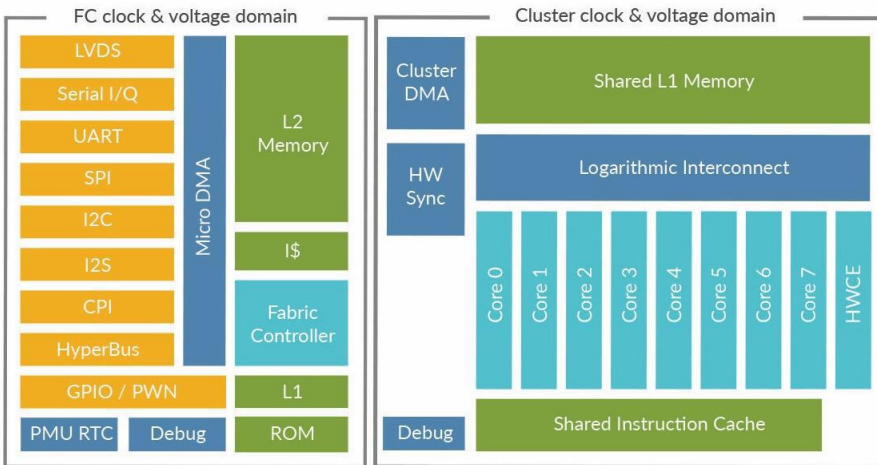 FC clock & voltage domain
LVDS
Serial I/Q
UART
SPI
I2C
I2S
CPI
HyperBus
GPIO / PWN
PMU RTC
Debug
Micro DMA
L2
Memory
I$
Fabric
Controller
L1
ROM
Cluster clock & voltage domain
Cluster
DMA
HW
Sync
Debug
Shared L1 Memory
Logarithmic Interconnect
Core 0
Core 1
Core 2
Core 3
Core 4
Core 5
Core 6
Core 7
HWCE
Shared Instruction Cache